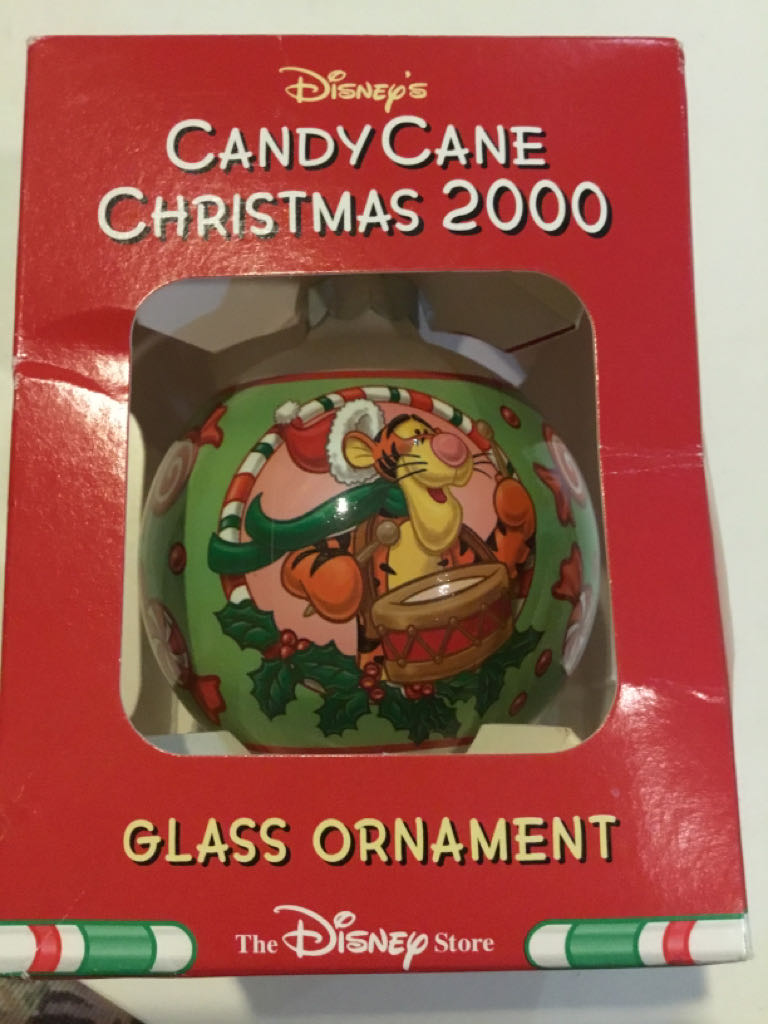 Disney's
CANDY CANE
CHRISTMAS 2000
GLASS ORNAMENT
The Disney Store